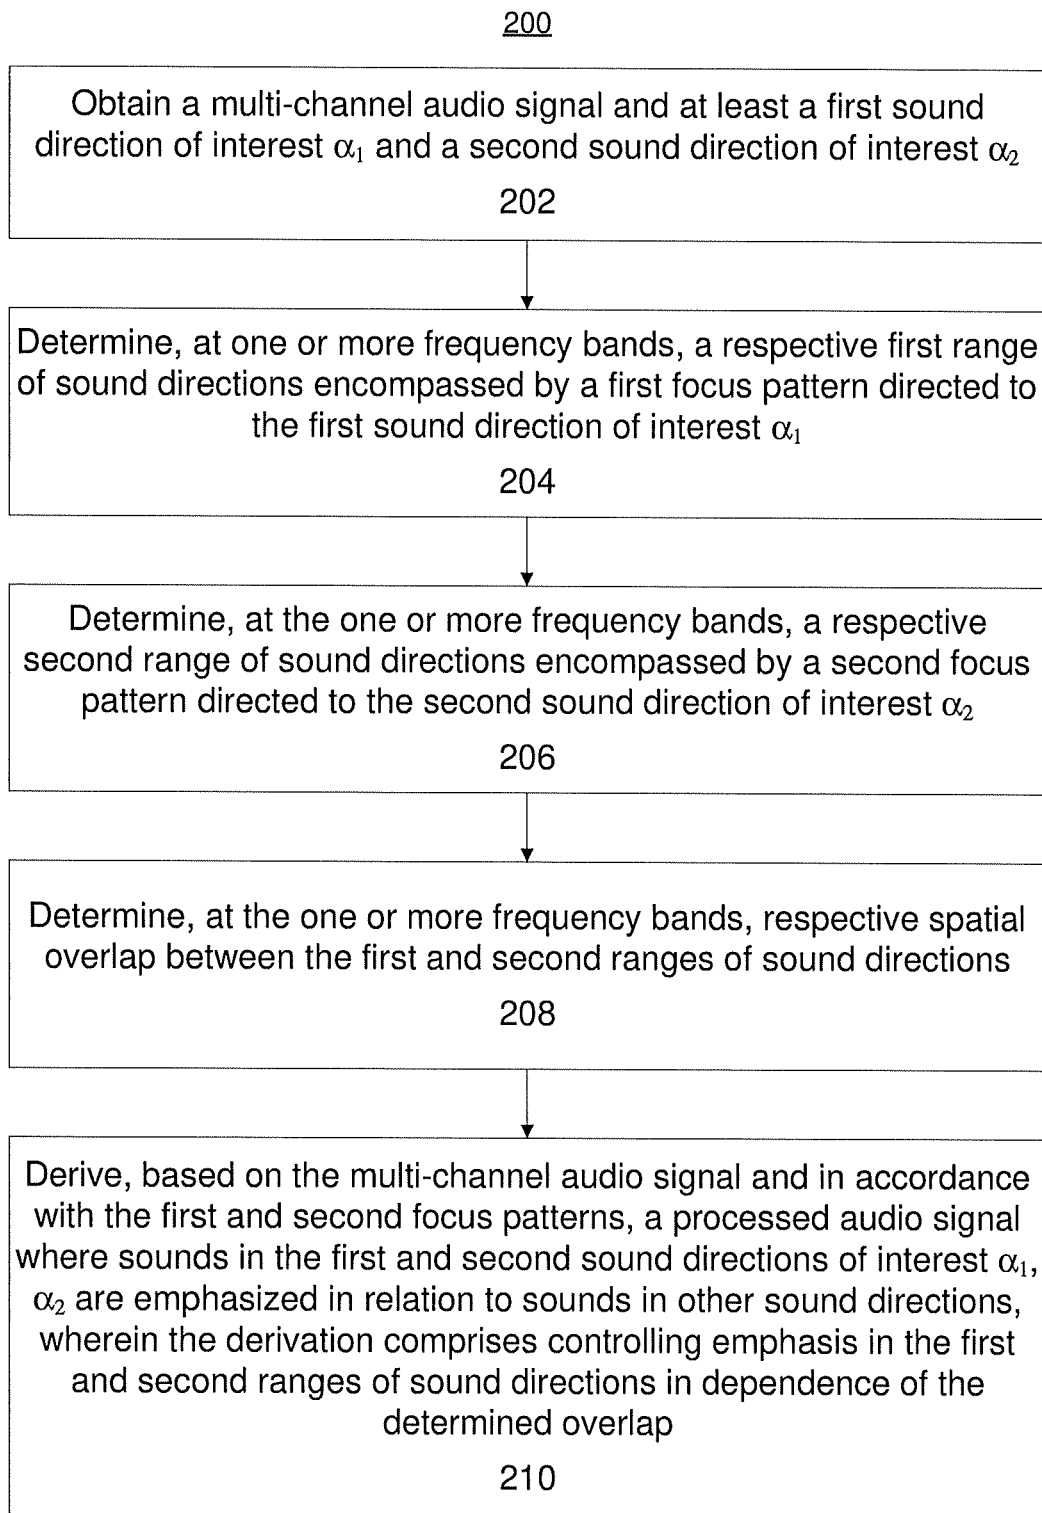 200
Obtain a multi-channel audio signal and at least a first sound
direction of interest α₁ and a second sound direction of interest α₂
202
Determine, at one or more frequency bands, a respective first range
of sound directions encompassed by a first focus pattern directed to
the first sound direction of interest α₁
204
Determine, at the one or more frequency bands, a respective
second range of sound directions encompassed by a second focus
pattern directed to the second sound direction of interest α₂
206
Determine, at the one or more frequency bands, respective spatial
overlap between the first and second ranges of sound directions
208
Derive, based on the multi-channel audio signal and in accordance
with the first and second focus patterns, a processed audio signal
where sounds in the first and second sound directions of interest α₁,
α₂ are emphasized in relation to sounds in other sound directions,
wherein the derivation comprises controlling emphasis in the first
and second ranges of sound directions in dependence of the
determined overlap
210